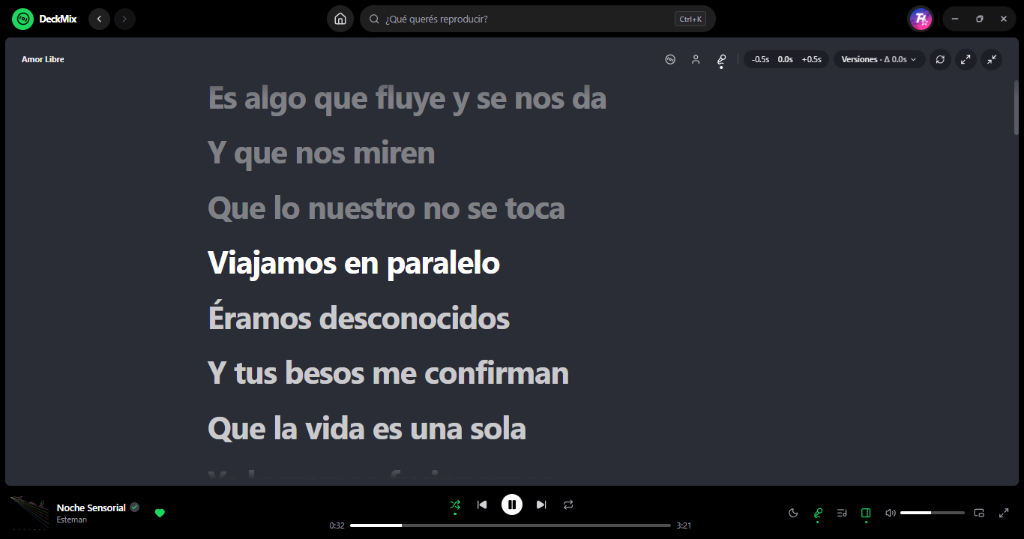 DeckMix
¿Qué querés reproducir?
Ctrl+K
Amor Libre
-0.5s 0.0s +0.5s
Versiones · Δ 0.0s
Es algo que fluye y se nos da
Y que nos miren
Que lo nuestro no se toca
Viajamos en paralelo
Éramos desconocidos
Y tus besos me confirman
Que la vida es una sola
Noche Sensorial
Esteman
0:32
3:21